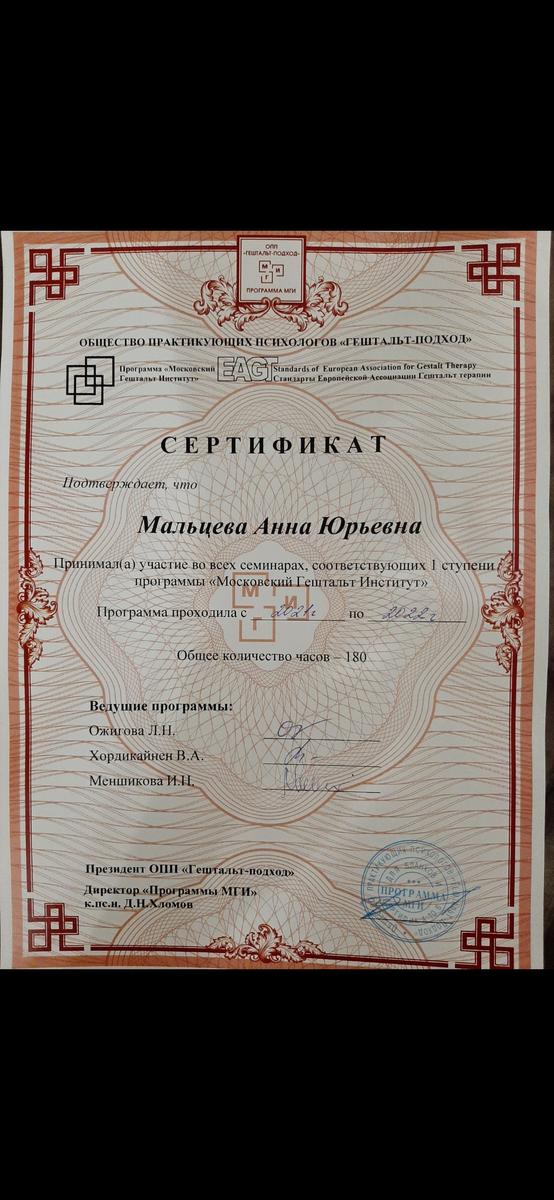 ОПП
«ГЕШТАЛЬТ-ПОДХОД»
М
И
Г
ПРОГРАММА МГИ
ОБЩЕСТВО ПРАКТИКУЮЩИХ ПСИХОЛОГОВ «ГЕШТАЛЬТ-ПОДХОД»
Программа «Московский Гештальт Институт»
EAGT
Standards of European Association for Gestalt Therapy
Стандарты Европейской Ассоциации Гештальт терапии
СЕРТИФИКАТ
Подтверждает, что
Мальцева Анна Юрьевна
Принимал(а) участие во всех семинарах, соответствующих 1 ступени
программы «Московский Гештальт Институт»
М
И
Г
Программа проходила с 2021г по 2022г
Общее количество часов – 180
Ведущие программы:
Ожигова Л.Н.
Хордикайнен В.А.
Меншикова И.Н.
Президент ОПП «Гештальт-подход»
Директор «Программы МГИ»
к.пс.н. Д.Н.Хломов
ПРОГРАММА
МГИ